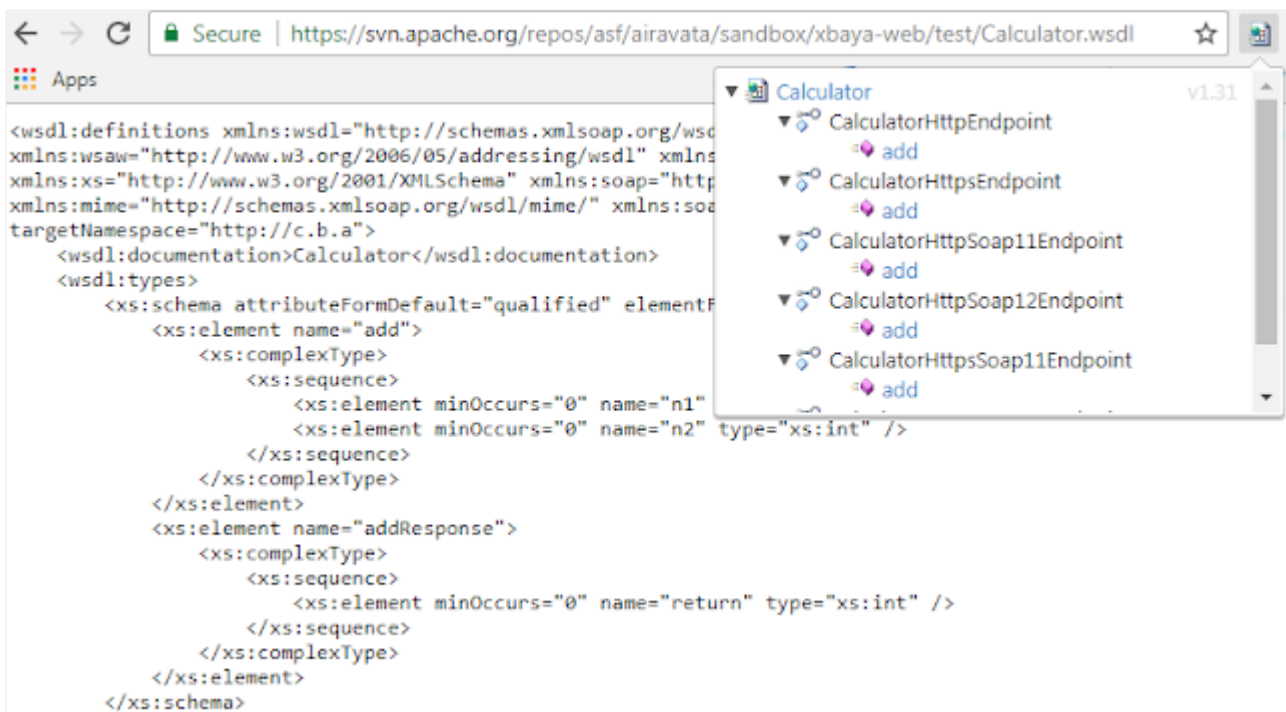 Secure | https://svn.apache.org/repos/asf/airavata/sandbox/xbaya-web/test/Calculator.wsdl
Apps
Calculator v1.31
CalculatorHttpEndpoint
add
CalculatorHttpsEndpoint
add
CalculatorHttpSoap11Endpoint
add
CalculatorHttpSoap12Endpoint
add
CalculatorHttpsSoap11Endpoint
add
<wsdl:definitions xmlns:wsdl="http://schemas.xmlsoap.org/wsd
xmlns:wsaw="http://www.w3.org/2006/05/addressing/wsdl" xmlns
xmlns:xs="http://www.w3.org/2001/XMLSchema" xmlns:soap="http
xmlns:mime="http://schemas.xmlsoap.org/wsdl/mime/" xmlns:soa
targetNamespace="http://c.b.a">
<wsdl:documentation>Calculator</wsdl:documentation>
<wsdl:types>
<xs:schema attributeFormDefault="qualified" elementF
<xs:element name="add">
<xs:complexType>
<xs:sequence>
<xs:element minOccurs="0" name="n1"
<xs:element minOccurs="0" name="n2" type="xs:int" />
</xs:sequence>
</xs:complexType>
</xs:element>
<xs:element name="addResponse">
<xs:complexType>
<xs:sequence>
<xs:element minOccurs="0" name="return" type="xs:int" />
</xs:sequence>
</xs:complexType>
</xs:element>
</xs:schema>